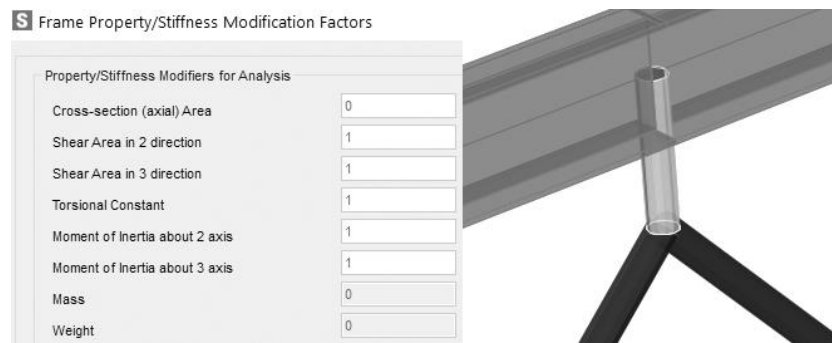 S Frame Property/Stiffness Modification Factors
Property/Stiffness Modifiers for Analysis
Cross-section (axial) Area 0
Shear Area in 2 direction 1
Shear Area in 3 direction 1
Torsional Constant 1
Moment of Inertia about 2 axis 1
Moment of Inertia about 3 axis 1
Mass 0
Weight 0